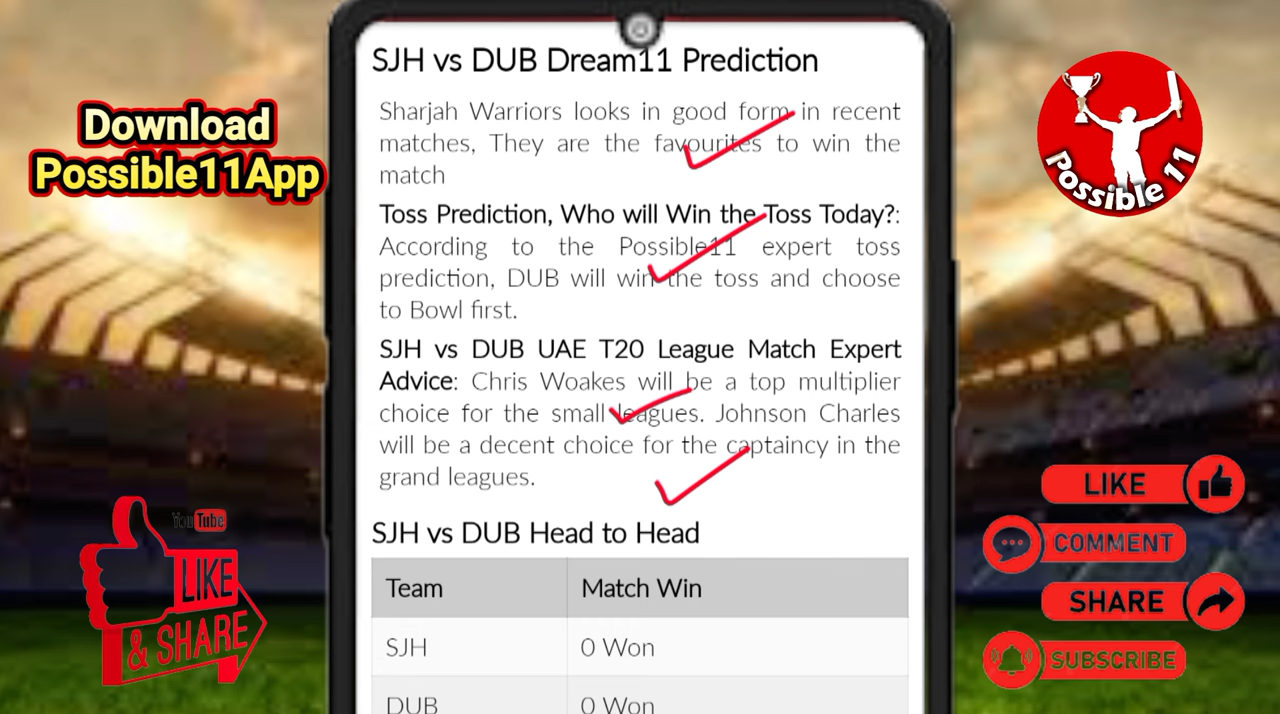 Download
Possible11App
SJH vs DUB Dream11 Prediction
Sharjah Warriors looks in good form in recent
matches, They are the favourites to win the
match
Toss Prediction, Who will Win the Toss Today?:
According to the Possible11 expert toss
prediction, DUB will win the toss and choose
to Bowl first.
SJH vs DUB UAE T20 League Match Expert
Advice: Chris Woakes will be a top multiplier
choice for the small leagues. Johnson Charles
will be a decent choice for the captaincy in the
grand leagues.
SJH vs DUB Head to Head
Team Match Win
SJH 0 Won
DUB 0 Won
Possible 11
YouTube
LIKE
& SHARE
LIKE
COMMENT
SHARE
SUBSCRIBE